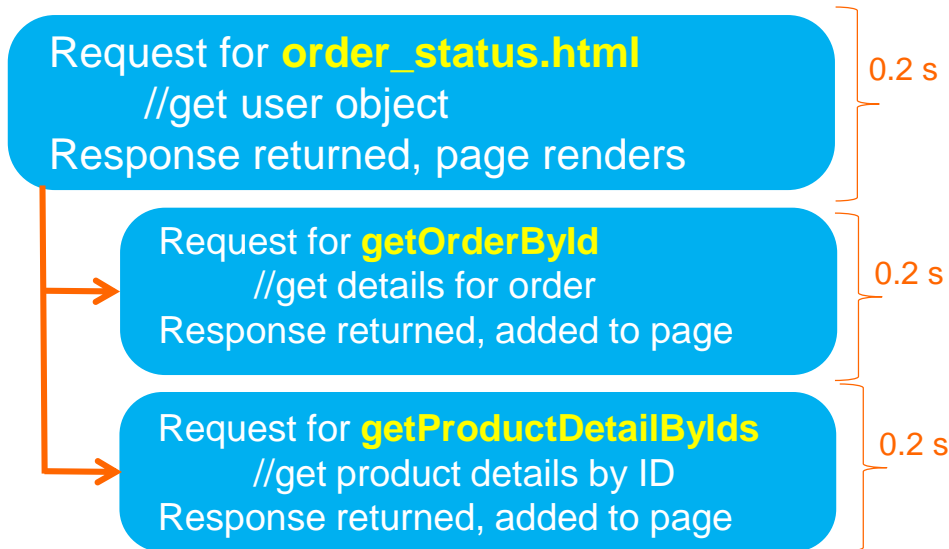 Request for order_status.html
//get user object
Response returned, page renders
0.2 s
Request for getOrderById
//get details for order
Response returned, added to page
0.2 s
Request for getProductDetailByIds
//get product details by ID
Response returned, added to page
0.2 s